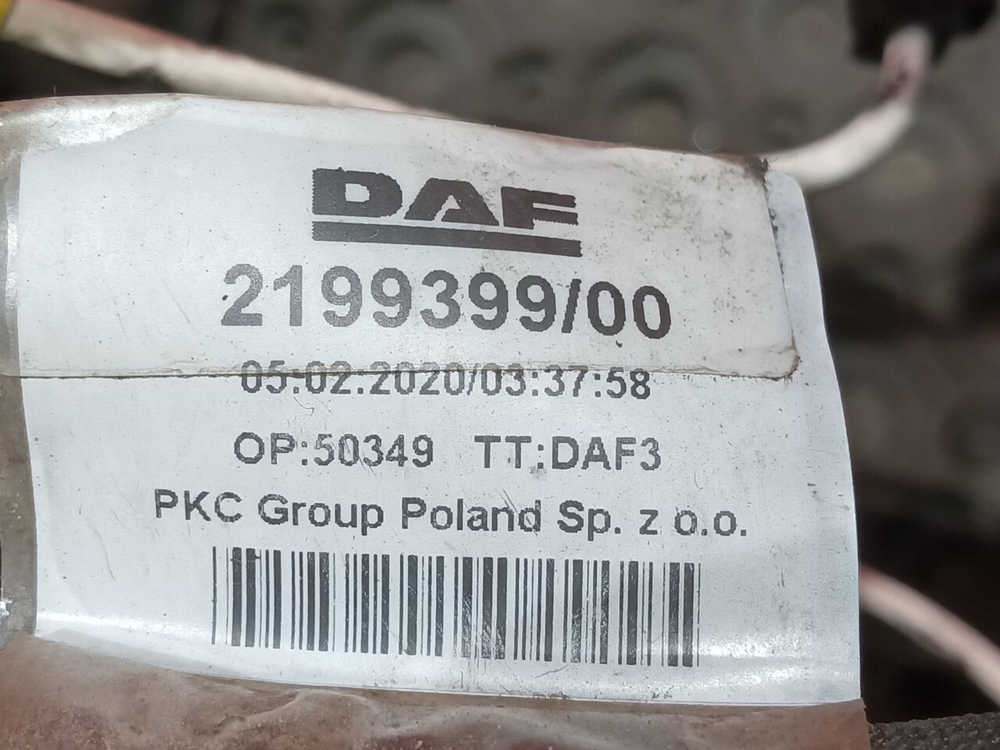 DAF
2199399/00
05.02.2020/03:37:58
OP:50349 TT:DAF3
PKC Group Poland Sp. z o.o.